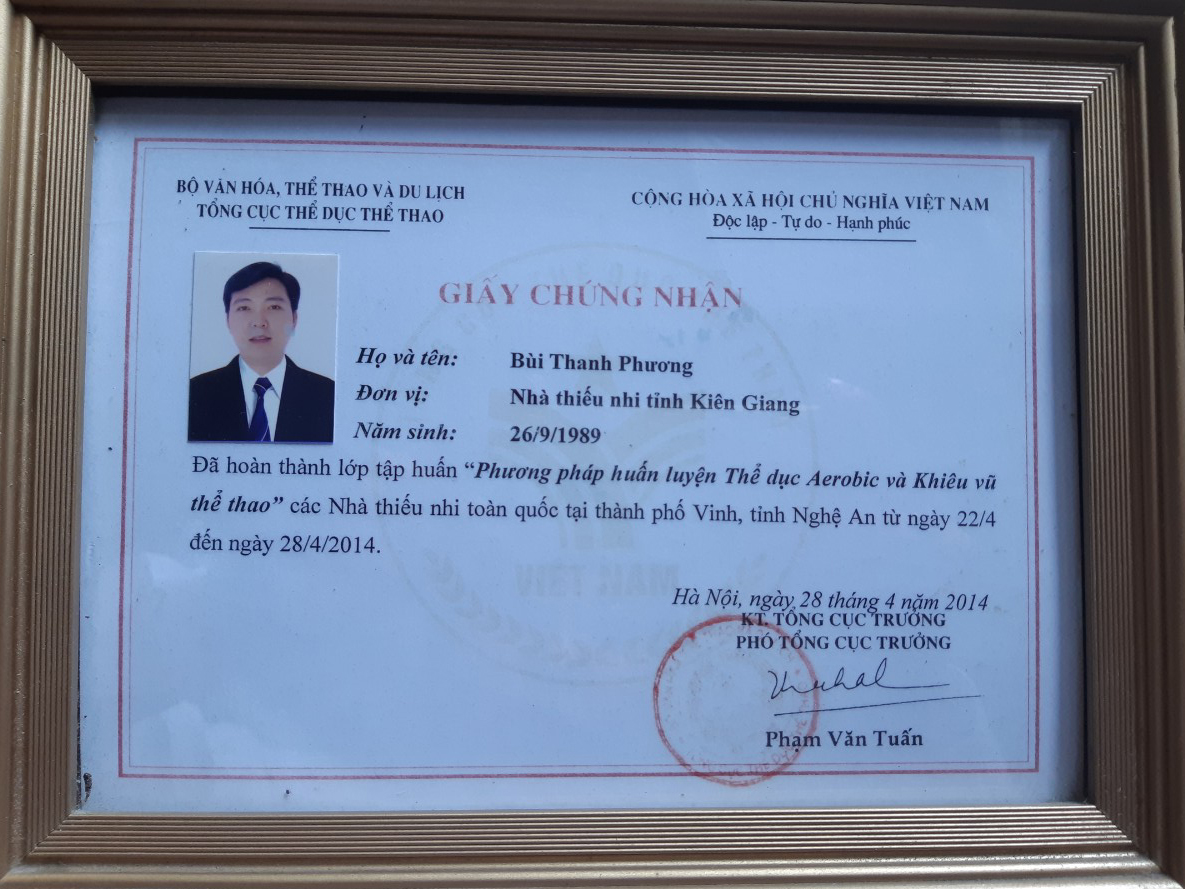 BỘ VĂN HÓA, THỂ THAO VÀ DU LỊCH
TỔNG CỤC THỂ DỤC THỂ THAO
CỘNG HÒA XÃ HỘI CHỦ NGHĨA VIỆT NAM
Độc lập - Tự do - Hạnh phúc
GIẤY CHỨNG NHẬN
Họ và tên: Bùi Thanh Phương
Đơn vị: Nhà thiếu nhi tỉnh Kiên Giang
Năm sinh: 26/9/1989
Đã hoàn thành lớp tập huấn “Phương pháp huấn luyện Thể dục Aerobic và Khiêu vũ
thể thao” các Nhà thiếu nhi toàn quốc tại thành phố Vinh, tỉnh Nghệ An từ ngày 22/4
đến ngày 28/4/2014.
VIỆT NAM
Hà Nội, ngày 28 tháng 4 năm 2014
KT. TỔNG CỤC TRƯỞNG
PHÓ TỔNG CỤC TRƯỞNG
Phạm Văn Tuấn